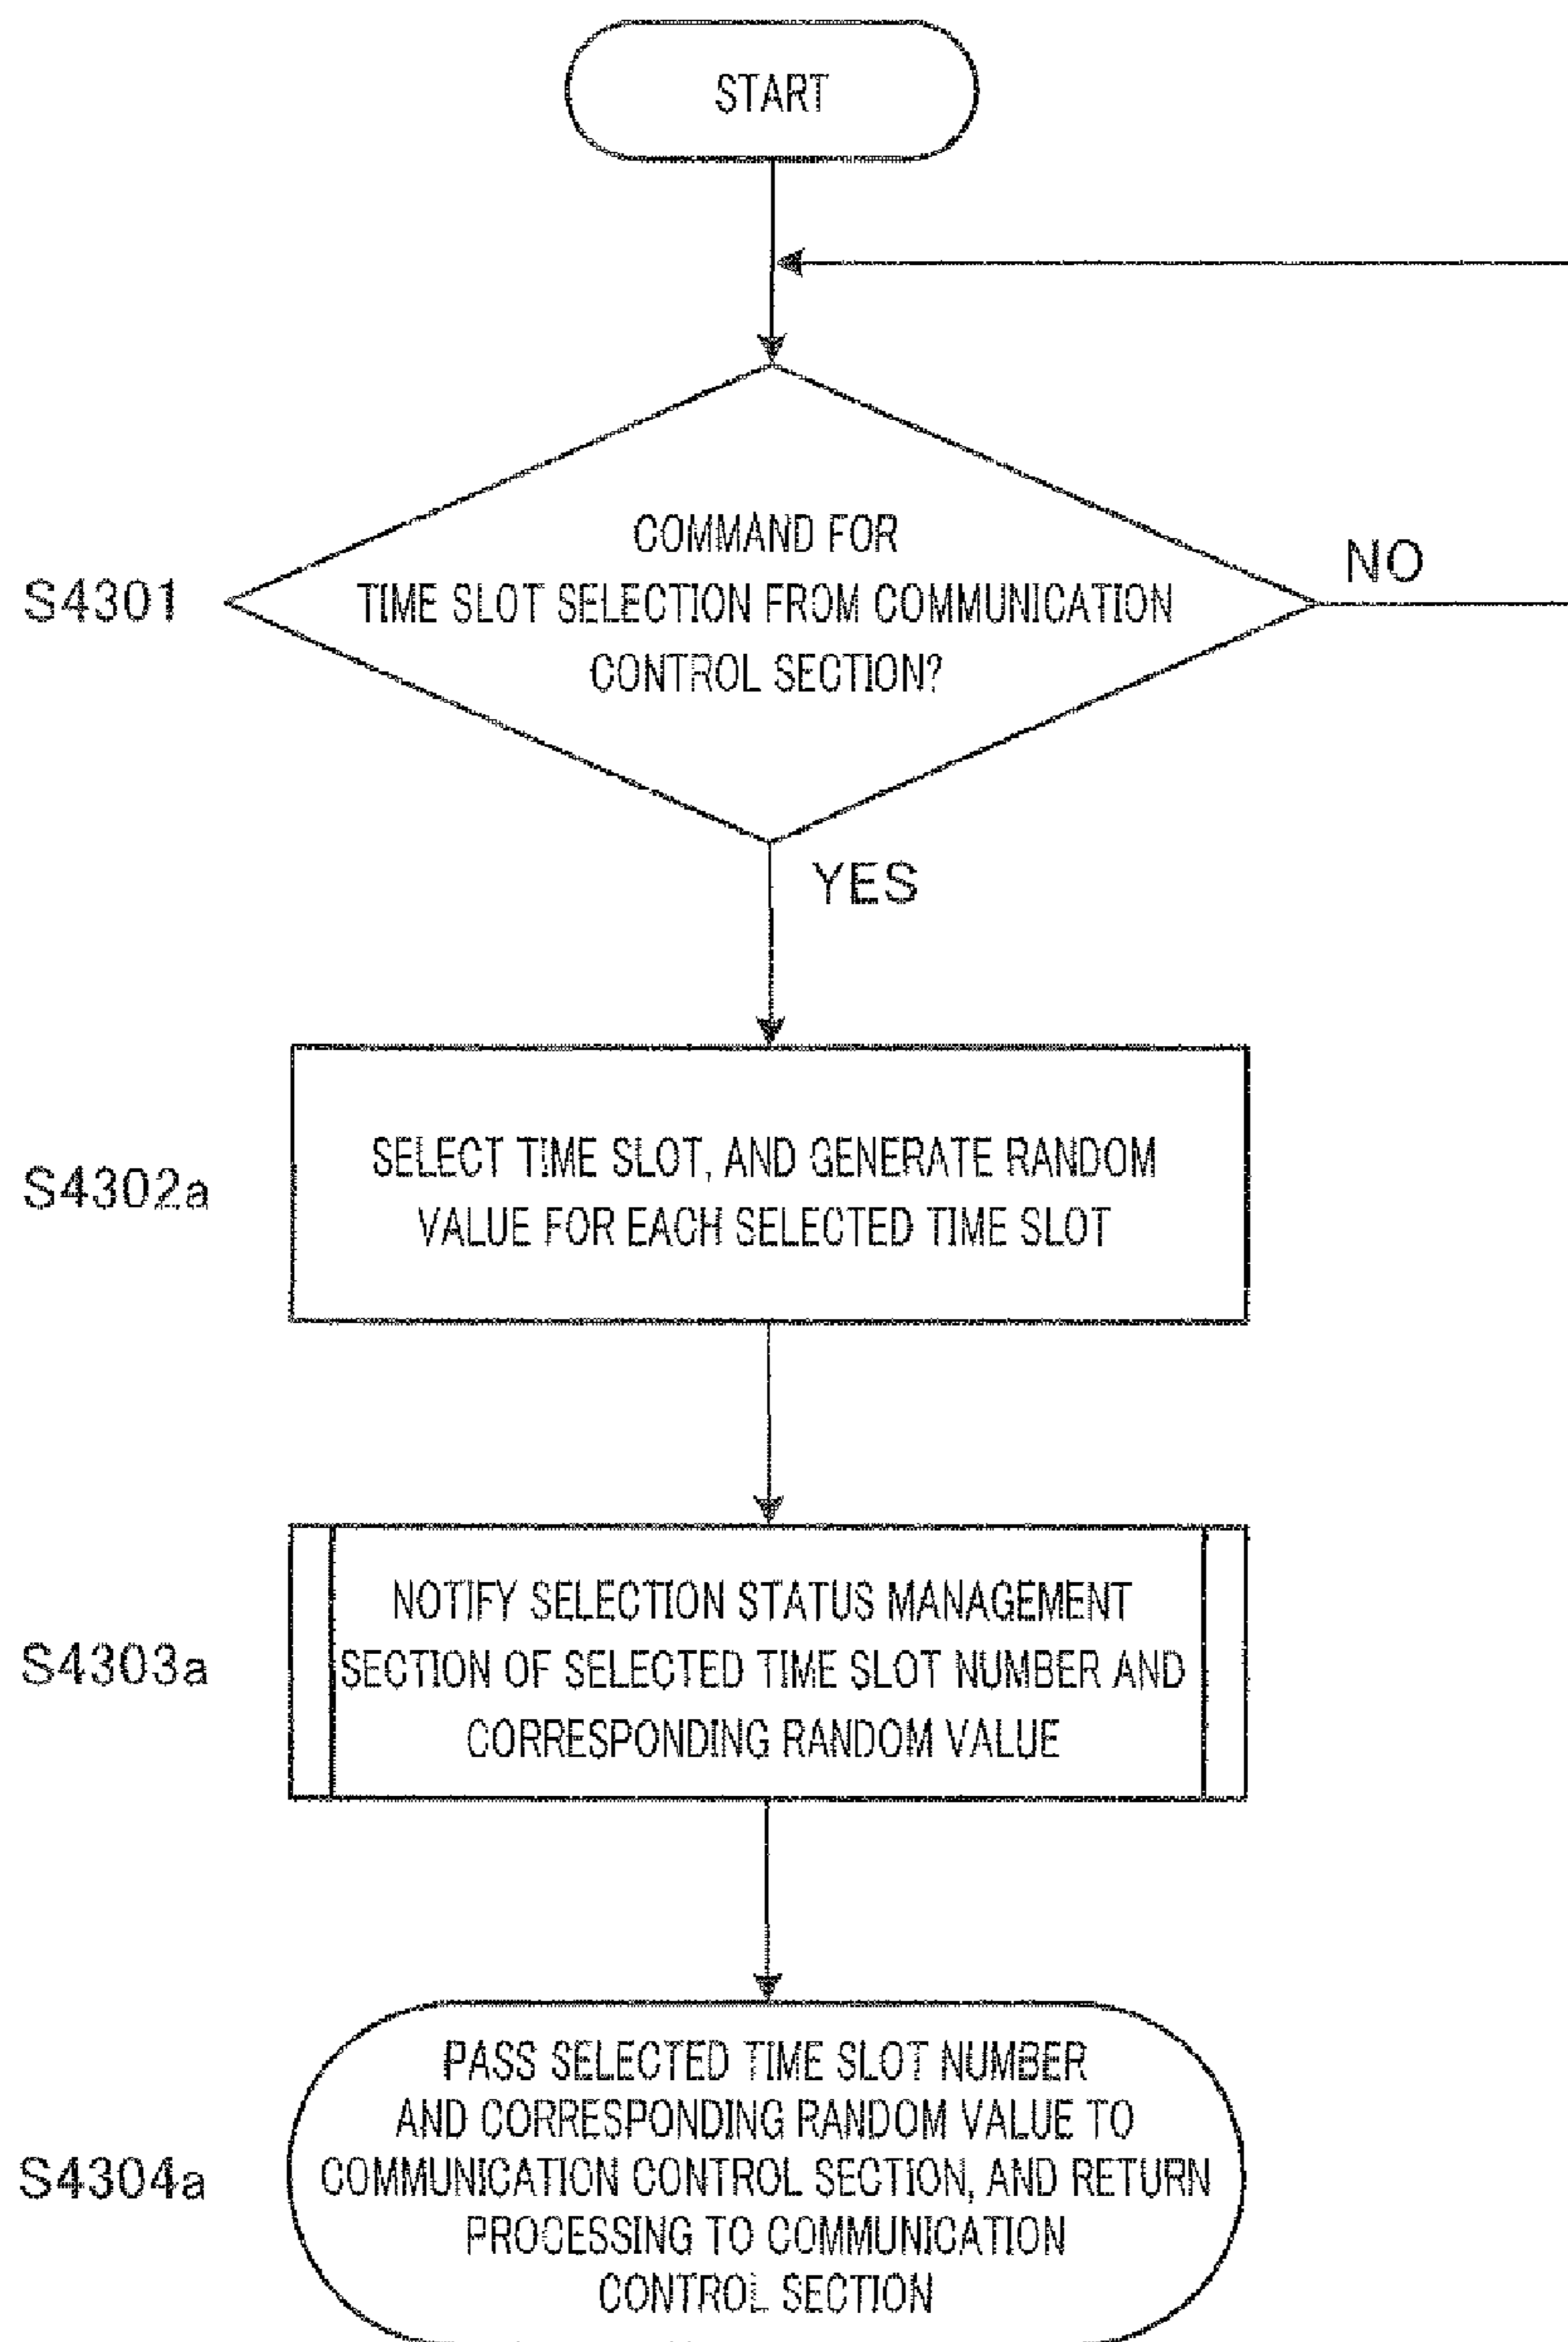 START
COMMAND FOR
TIME SLOT SELECTION FROM COMMUNICATION
CONTROL SECTION?
S4301
NO
YES
S4302a
SELECT TIME SLOT, AND GENERATE RANDOM
VALUE FOR EACH SELECTED TIME SLOT
S4303a
NOTIFY SELECTION STATUS MANAGEMENT
SECTION OF SELECTED TIME SLOT NUMBER AND
CORRESPONDING RANDOM VALUE
S4304a
PASS SELECTED TIME SLOT NUMBER
AND CORRESPONDING RANDOM VALUE TO
COMMUNICATION CONTROL SECTION, AND RETURN
PROCESSING TO COMMUNICATION
CONTROL SECTION